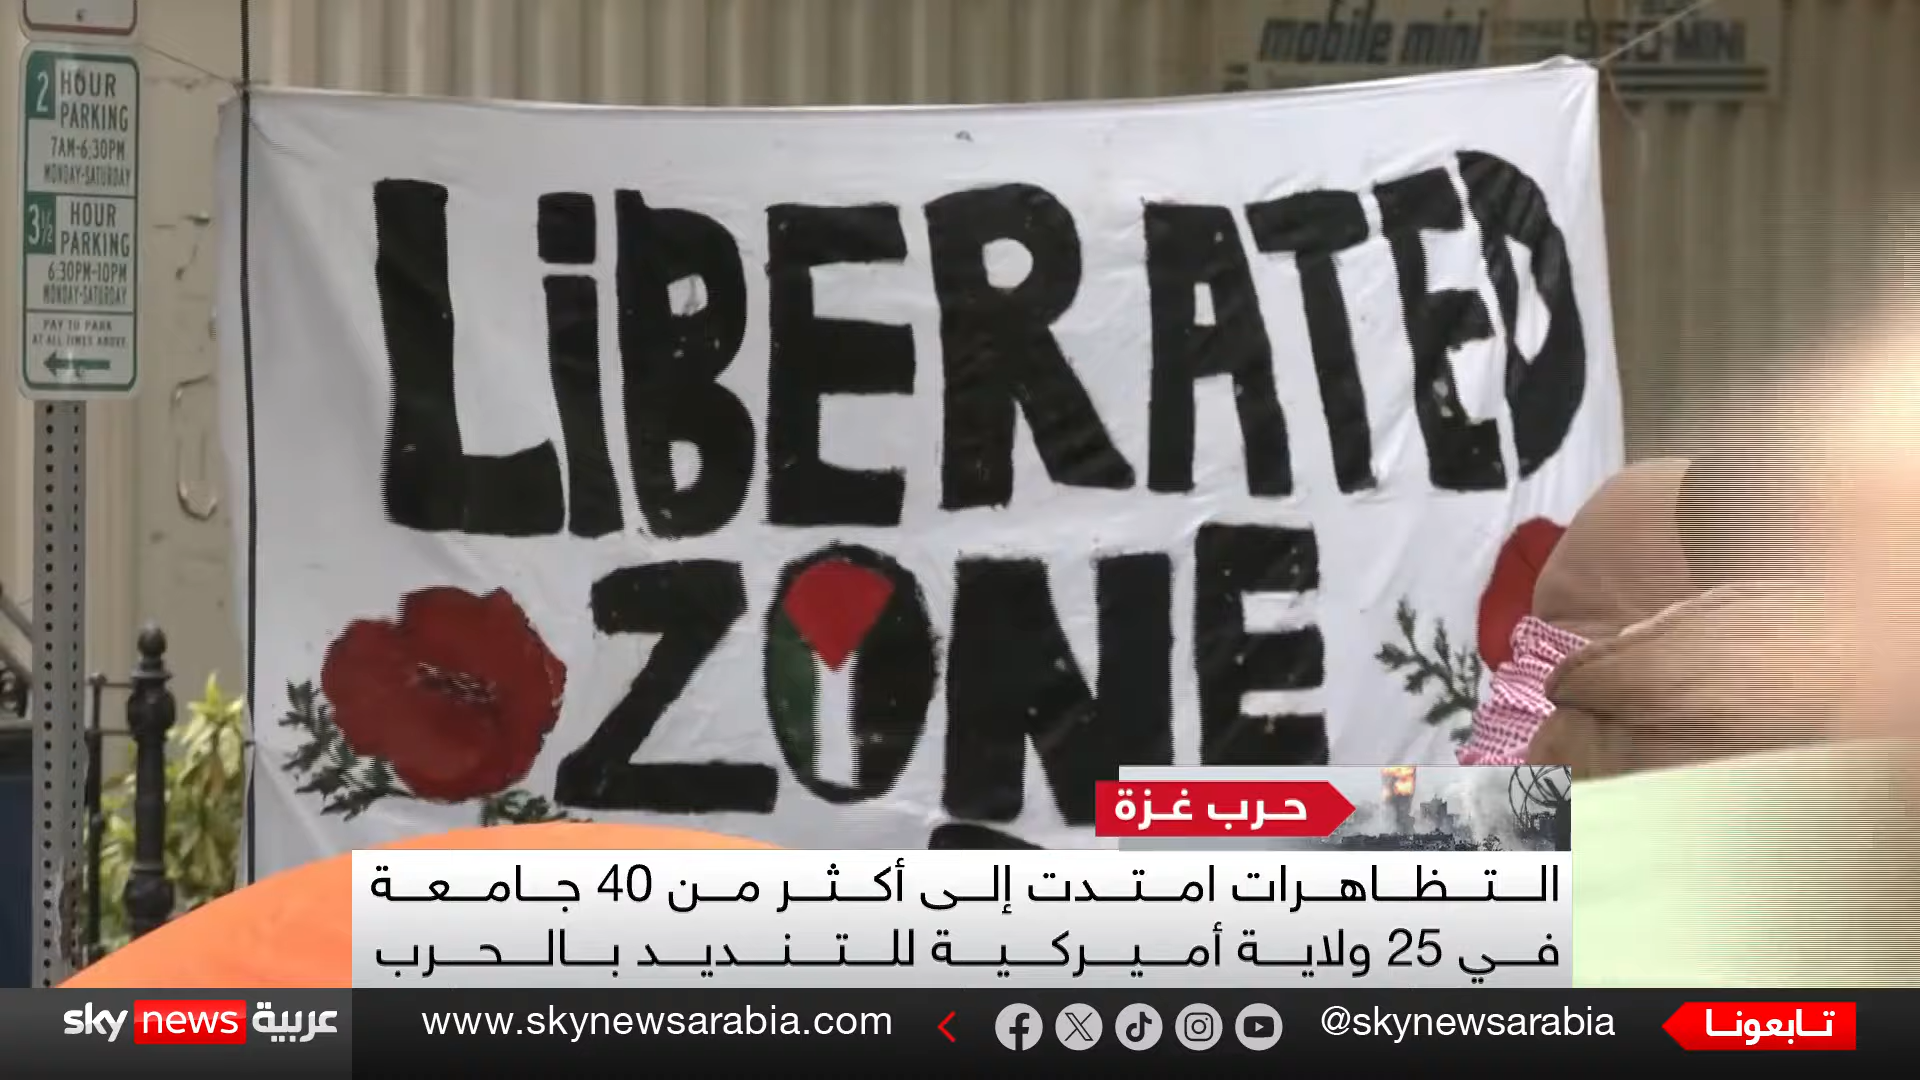 mobile mini
950-MINI
2 HOUR
PARKING
7AM-6:30PM
MONDAY-SATURDAY
3½ HOUR
PARKING
6:30PM-10PM
MONDAY-SATURDAY
PAY TO PARK
AT ALL TIMES ABOVE
LiBERATED
ZONE
حرب غزة
التظاهرات امتدت إلى أكثر من 40 جامعة
في 25 ولاية أميركية للتنديد بالحرب
sky news عربية
www.skynewsarabia.com
@skynewsarabia
تابعونا